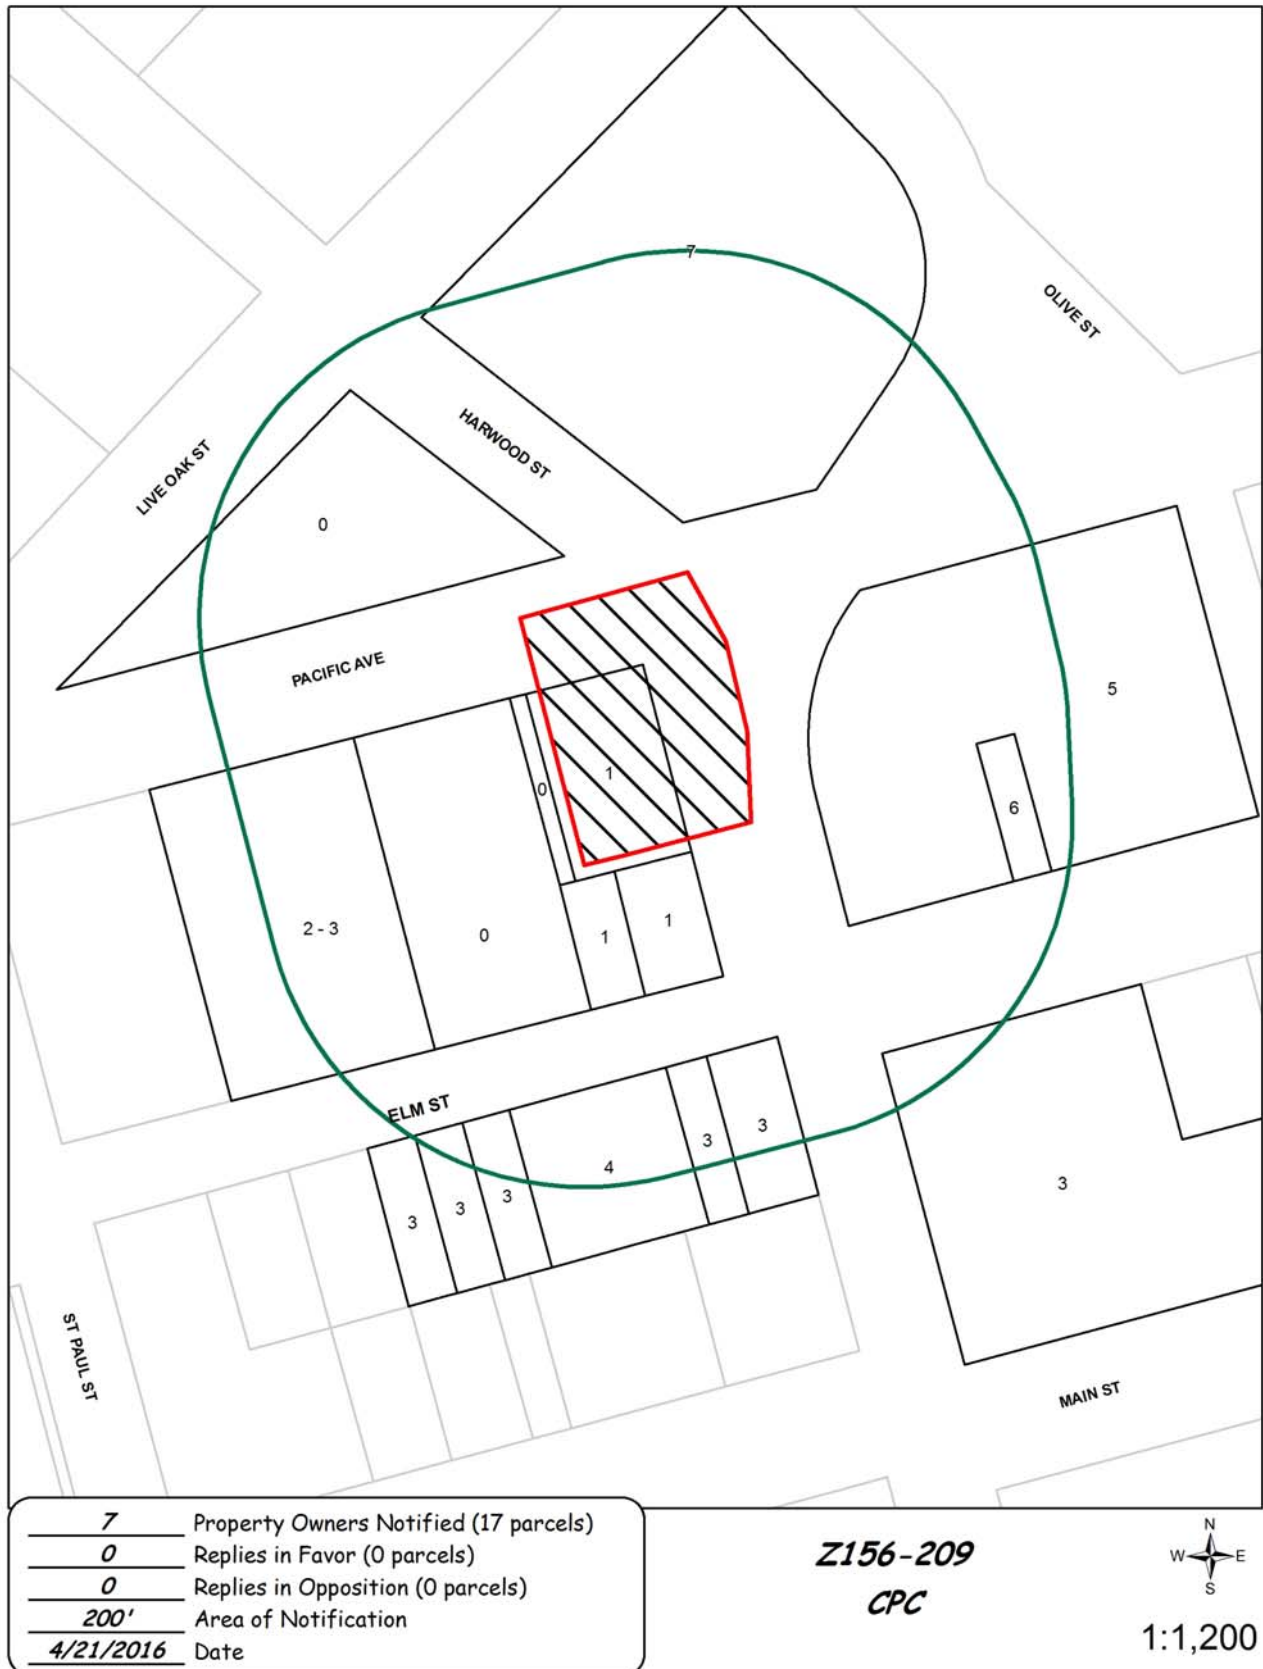 7
OLIVE ST
HARWOOD ST
LIVE OAK ST
0
PACIFIC AVE
5
1
0
6
2 - 3
0
1
1
ELM ST
3
3
4
3
3
3
3
ST PAUL ST
MAIN ST
7 Property Owners Notified (17 parcels)
0 Replies in Favor (0 parcels)
0 Replies in Opposition (0 parcels)
200' Area of Notification
4/21/2016 Date
Z156-209
CPC
N
W E
S
1:1,200